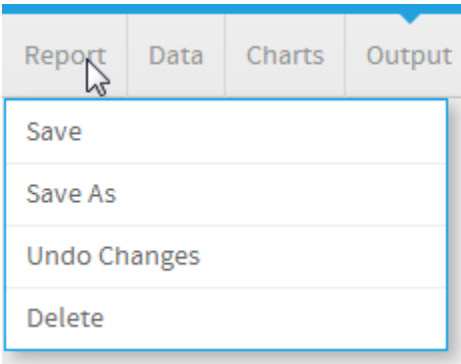 Report Data Charts Output
Save
Save As
Undo Changes
Delete